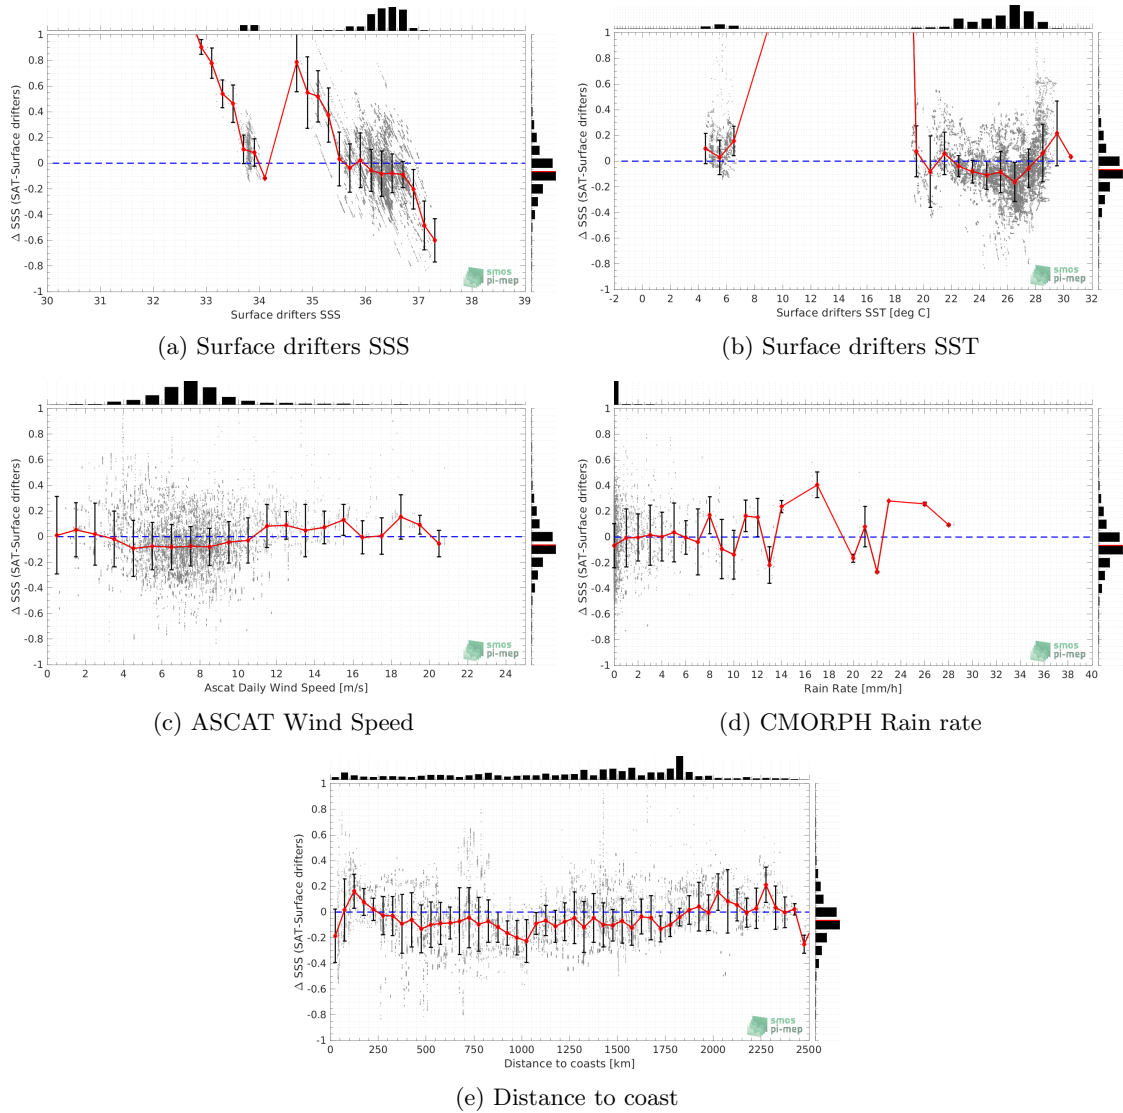 1
0.8
0.6
0.4
0.2
0
-0.2
-0.4
-0.6
-0.8
-1
Δ SSS (SAT-Surface drifters)
30 31 32 33 34 35 36 37 38 39
Surface drifters SSS
smos
pi-mep
(a) Surface drifters SSS
1
0.8
0.6
0.4
0.2
0
-0.2
-0.4
-0.6
-0.8
-1
Δ SSS (SAT-Surface drifters)
-2 0 2 4 6 8 10 12 14 16 18 20 22 24 26 28 30 32
Surface drifters SST [deg C]
smos
pi-mep
(b) Surface drifters SST
1
0.8
0.6
0.4
0.2
0
-0.2
-0.4
-0.6
-0.8
-1
Δ SSS (SAT-Surface drifters)
0 2 4 6 8 10 12 14 16 18 20 22 24
Ascat Daily Wind Speed [m/s]
smos
pi-mep
(c) ASCAT Wind Speed
1
0.8
0.6
0.4
0.2
0
-0.2
-0.4
-0.6
-0.8
-1
Δ SSS (SAT-Surface drifters)
0 2 4 6 8 10 12 14 16 18 20 22 24 26 28 30 32 34 36 38 40
Rain Rate [mm/h]
smos
pi-mep
(d) CMORPH Rain rate
1
0.8
0.6
0.4
0.2
0
-0.2
-0.4
-0.6
-0.8
-1
Δ SSS (SAT-Surface drifters)
0 250 500 750 1000 1250 1500 1750 2000 2250 2500
Distance to coasts [km]
smos
pi-mep
(e) Distance to coast